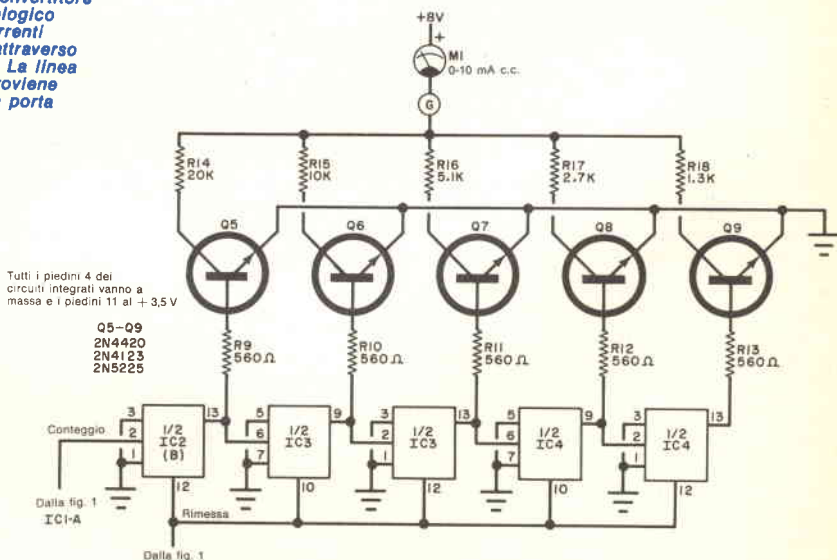 logico
rrenti
attraverso
La linea
roviene
porta
+8V
+
M1
0-10 mA c.c.
G
R14
20K
R15
10K
R16
5.1K
R17
2.7K
R18
1.3K
Q5
Q6
Q7
Q8
Q9
Tutti i piedini 4 dei
circuiti integrati vanno a
massa e i piedini 11 al + 3,5 V
Q5-Q9
2N4420
2N4123
2N5225
R9
560Ω
R10
560Ω
R11
560Ω
R12
560Ω
R13
560Ω
Conteggio
3
2
1
1/2
IC2
(B)
13
12
5
6
7
1/2
IC3
9
10
3
2
1
1/2
IC3
13
12
5
6
7
1/2
IC4
9
10
3
2
1
1/2
IC4
13
12
Dalla fig. 1
IC1-A
Rimessa
Dalla fig. 1